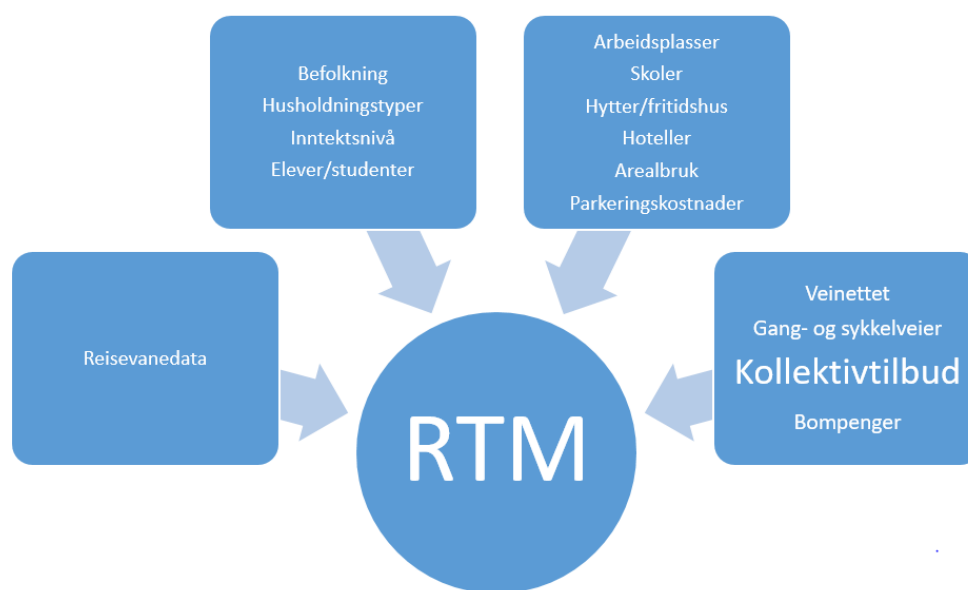 Befolkning
Husholdningstyper
Inntektsnivå
Elever/studenter
Arbeidsplasser
Skoler
Hytter/fritidshus
Hoteller
Arealbruk
Parkeringskostnader
Reisevanedata
Veinettet
Gang- og sykkelveier
Kollektivtilbud
Bompenger
RTM